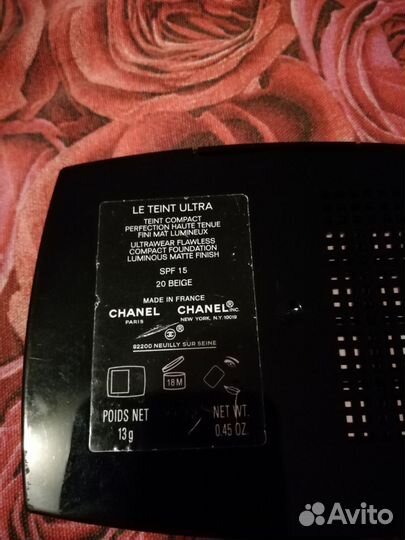 LE TEINT ULTRA
TEINT COMPACT
PERFECTION HAUTE TENUE
FINI MAT LUMINEUX
ULTRAWEAR FLAWLESS
COMPACT FOUNDATION
LUMINOUS MATTE FINISH
SPF 15
20 BEIGE
MADE IN FRANCE
CHANEL CHANEL® INC.
PARIS NEW YORK, N.Y. 10019
®
92200 NEUILLY SUR SEINE
18 M
POIDS NET NET WT.
13 g 0.45 OZ.
Avito